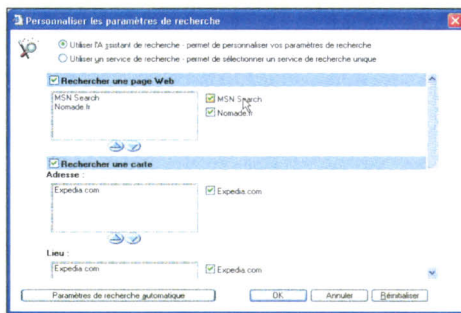 Personnaliser les paramètres de recherche
Utiliser l'Assistant de recherche - permet de personnaliser vos paramètres de recherche
Utiliser un service de recherche - permet de sélectionner un service de recherche unique
Rechercher une page Web
MSN Search
Nomade.fr
MSN Search
Nomade.fr
Rechercher une carte
Adresse :
Expedia.com
Expedia.com
Lieu :
Expedia.com
Expedia.com
Paramètres de recherche automatique
OK
Annuler
Réinitialiser